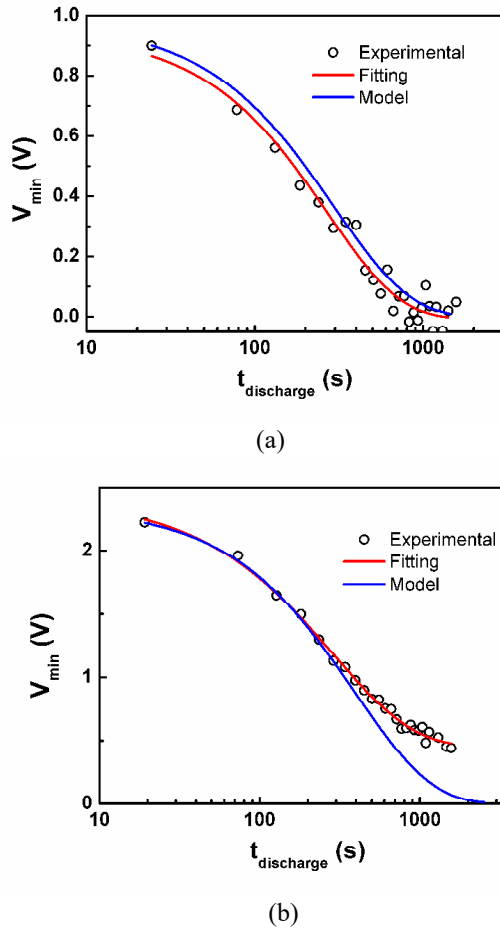 1.0
0.8
0.6
0.4
0.2
0.0
V_min (V)
Experimental
Fitting
Model
10
100
1000
t_discharge (s)
(a)
2
1
0
V_min (V)
Experimental
Fitting
Model
10
100
1000
t_discharge (s)
(b)